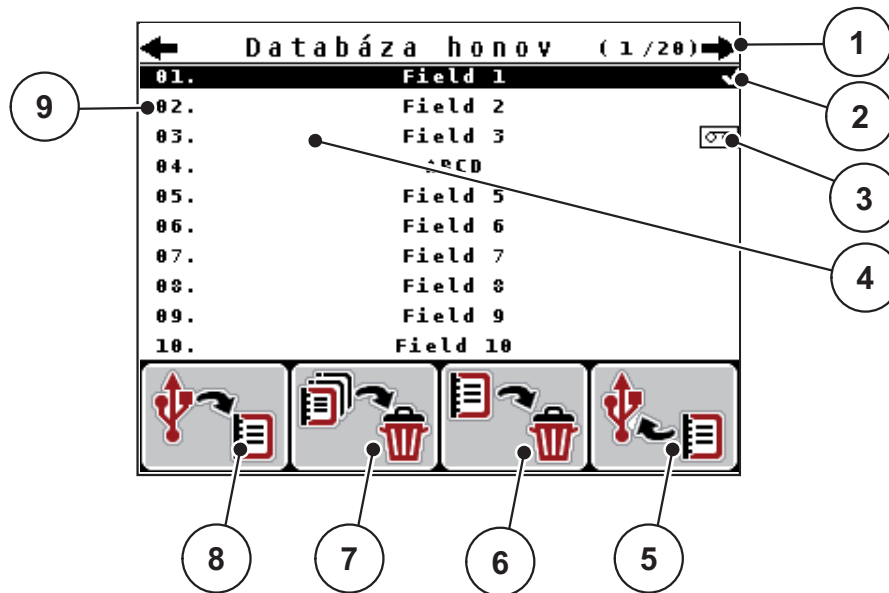 Databáza honov (1/20)
01. Field 1
02. Field 2
03. Field 3
04. ABCD
05. Field 5
06. Field 6
07. Field 7
08. Field 8
09. Field 9
10. Field 10
1
2
3
4
5
6
7
8
9